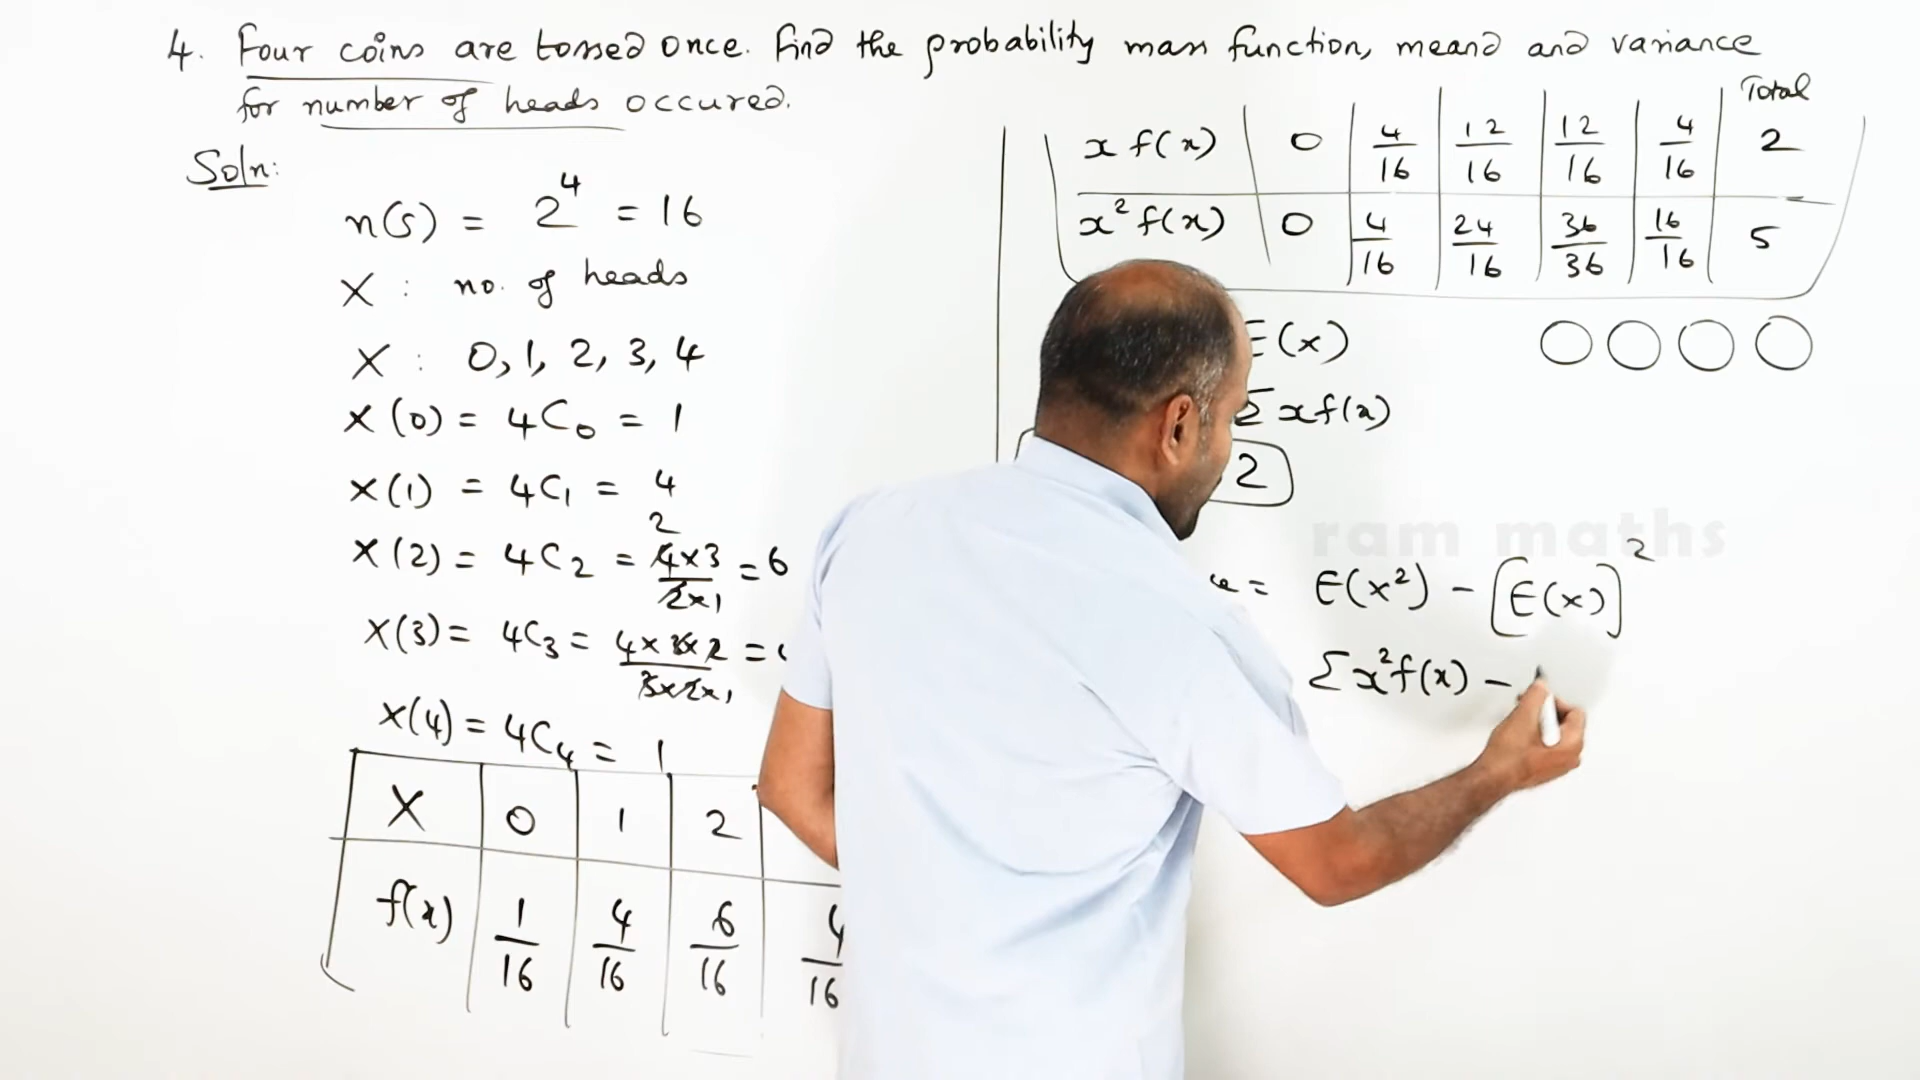 4. Four coins are tossed once. Find the probability mass function, mean and variance
for number of heads occured.
Soln:
n(s) = 2^4 = 16
X : no. of heads
X : 0, 1, 2, 3, 4
X(0) = 4C₀ = 1
X(1) = 4C₁ = 4
X(2) = 4C₂ = 4×3 / 2×1 = 6 2
X(3) = 4C₃ = 4×3×2 / 3×2×1 =
X(4) = 4C₄ = 1
X 0 1 2
f(x) 1/16 4/16 6/16 4/16
Total
x f(x) 0 4/16 12/16 12/16 4/16 2
x² f(x) 0 4/16 24/16 36/36 16/16 5
E(x)
Σ x f(x)
2
ram maths
= E(x²) - [E(x)]²
Σ x² f(x) -